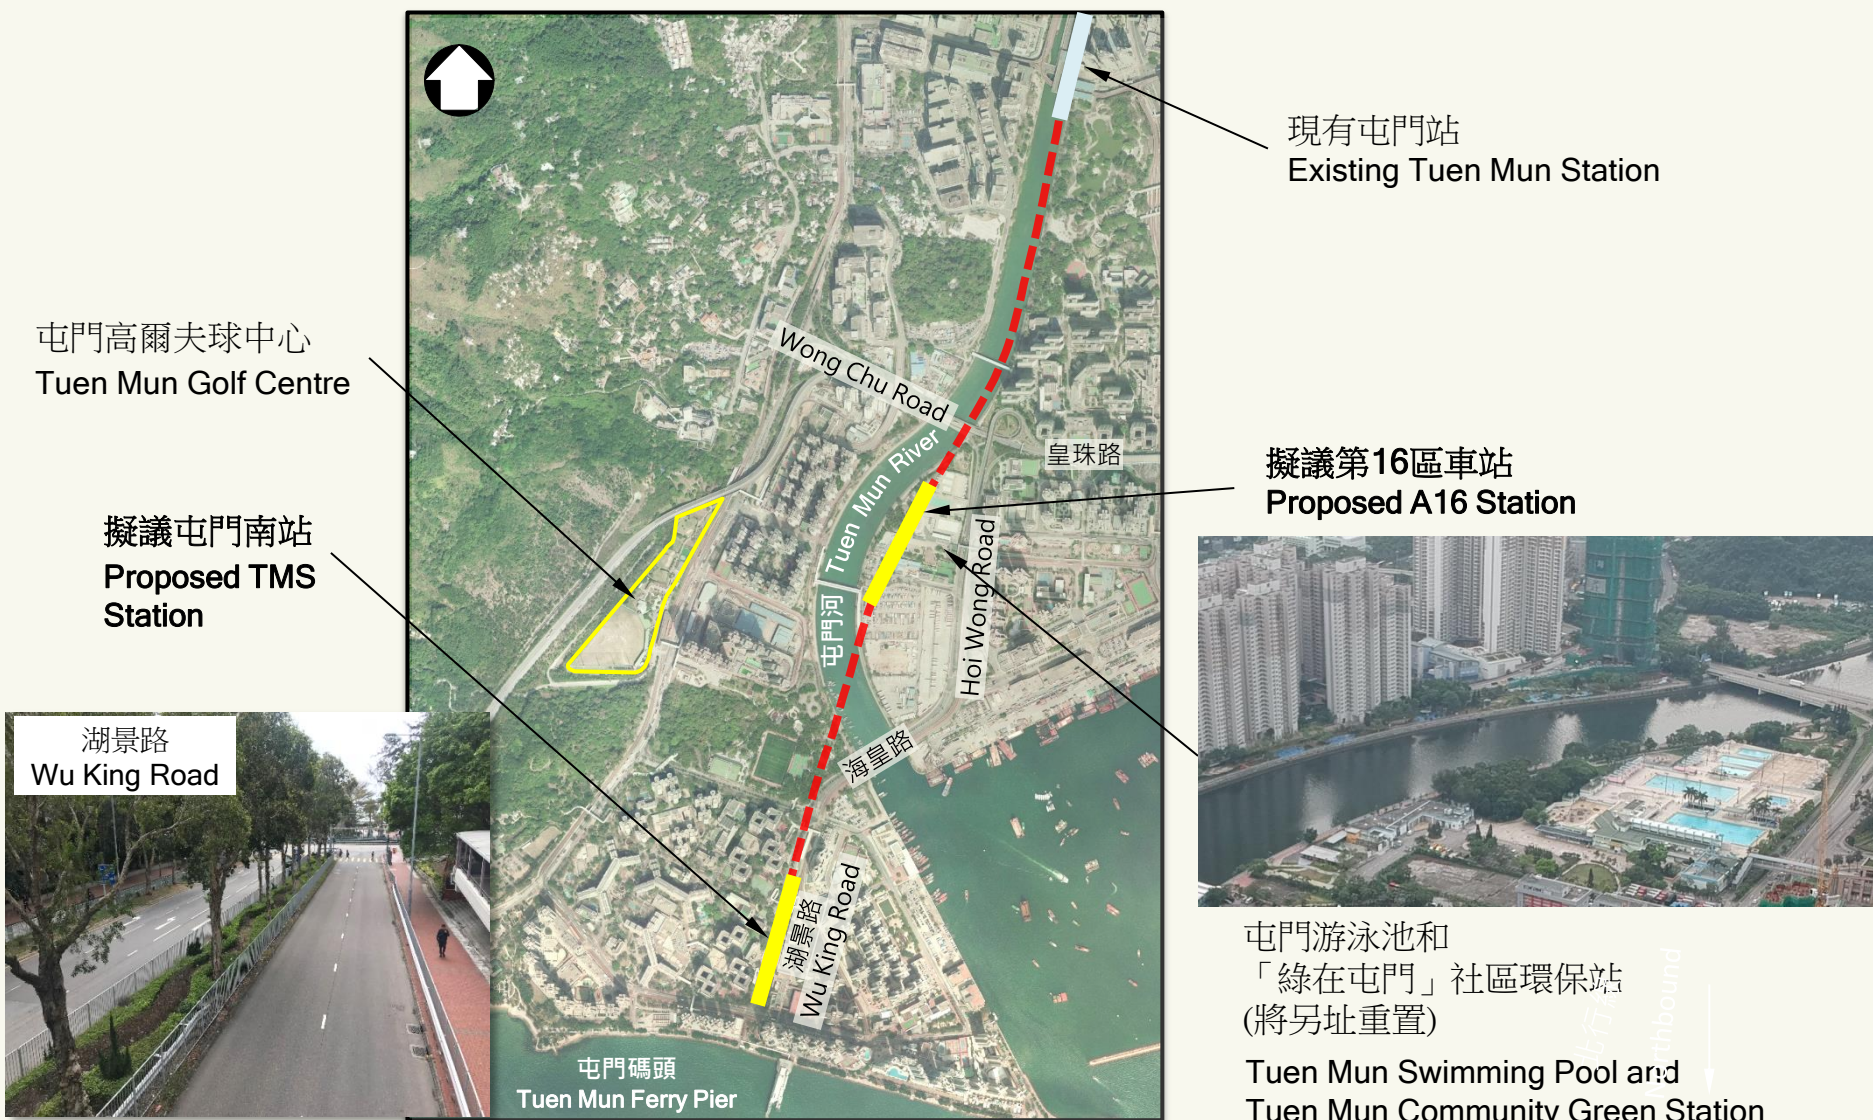 現有屯門站
Existing Tuen Mun Station
屯門高爾夫球中心
Tuen Mun Golf Centre
Wong Chu Road
皇珠路
Tuen Mun River
屯門河
擬議第16區車站
Proposed A16 Station
擬議屯門南站
Proposed TMS
Station
Hoi Wong Road
海皇路
湖景路
Wu King Road
湖景路
Wu King Road
屯門碼頭
Tuen Mun Ferry Pier
屯門游泳池和
「綠在屯門」社區環保站
(將另址重置)
北行線
Northbound
Tuen Mun Swimming Pool and
Tuen Mun Community Green Station